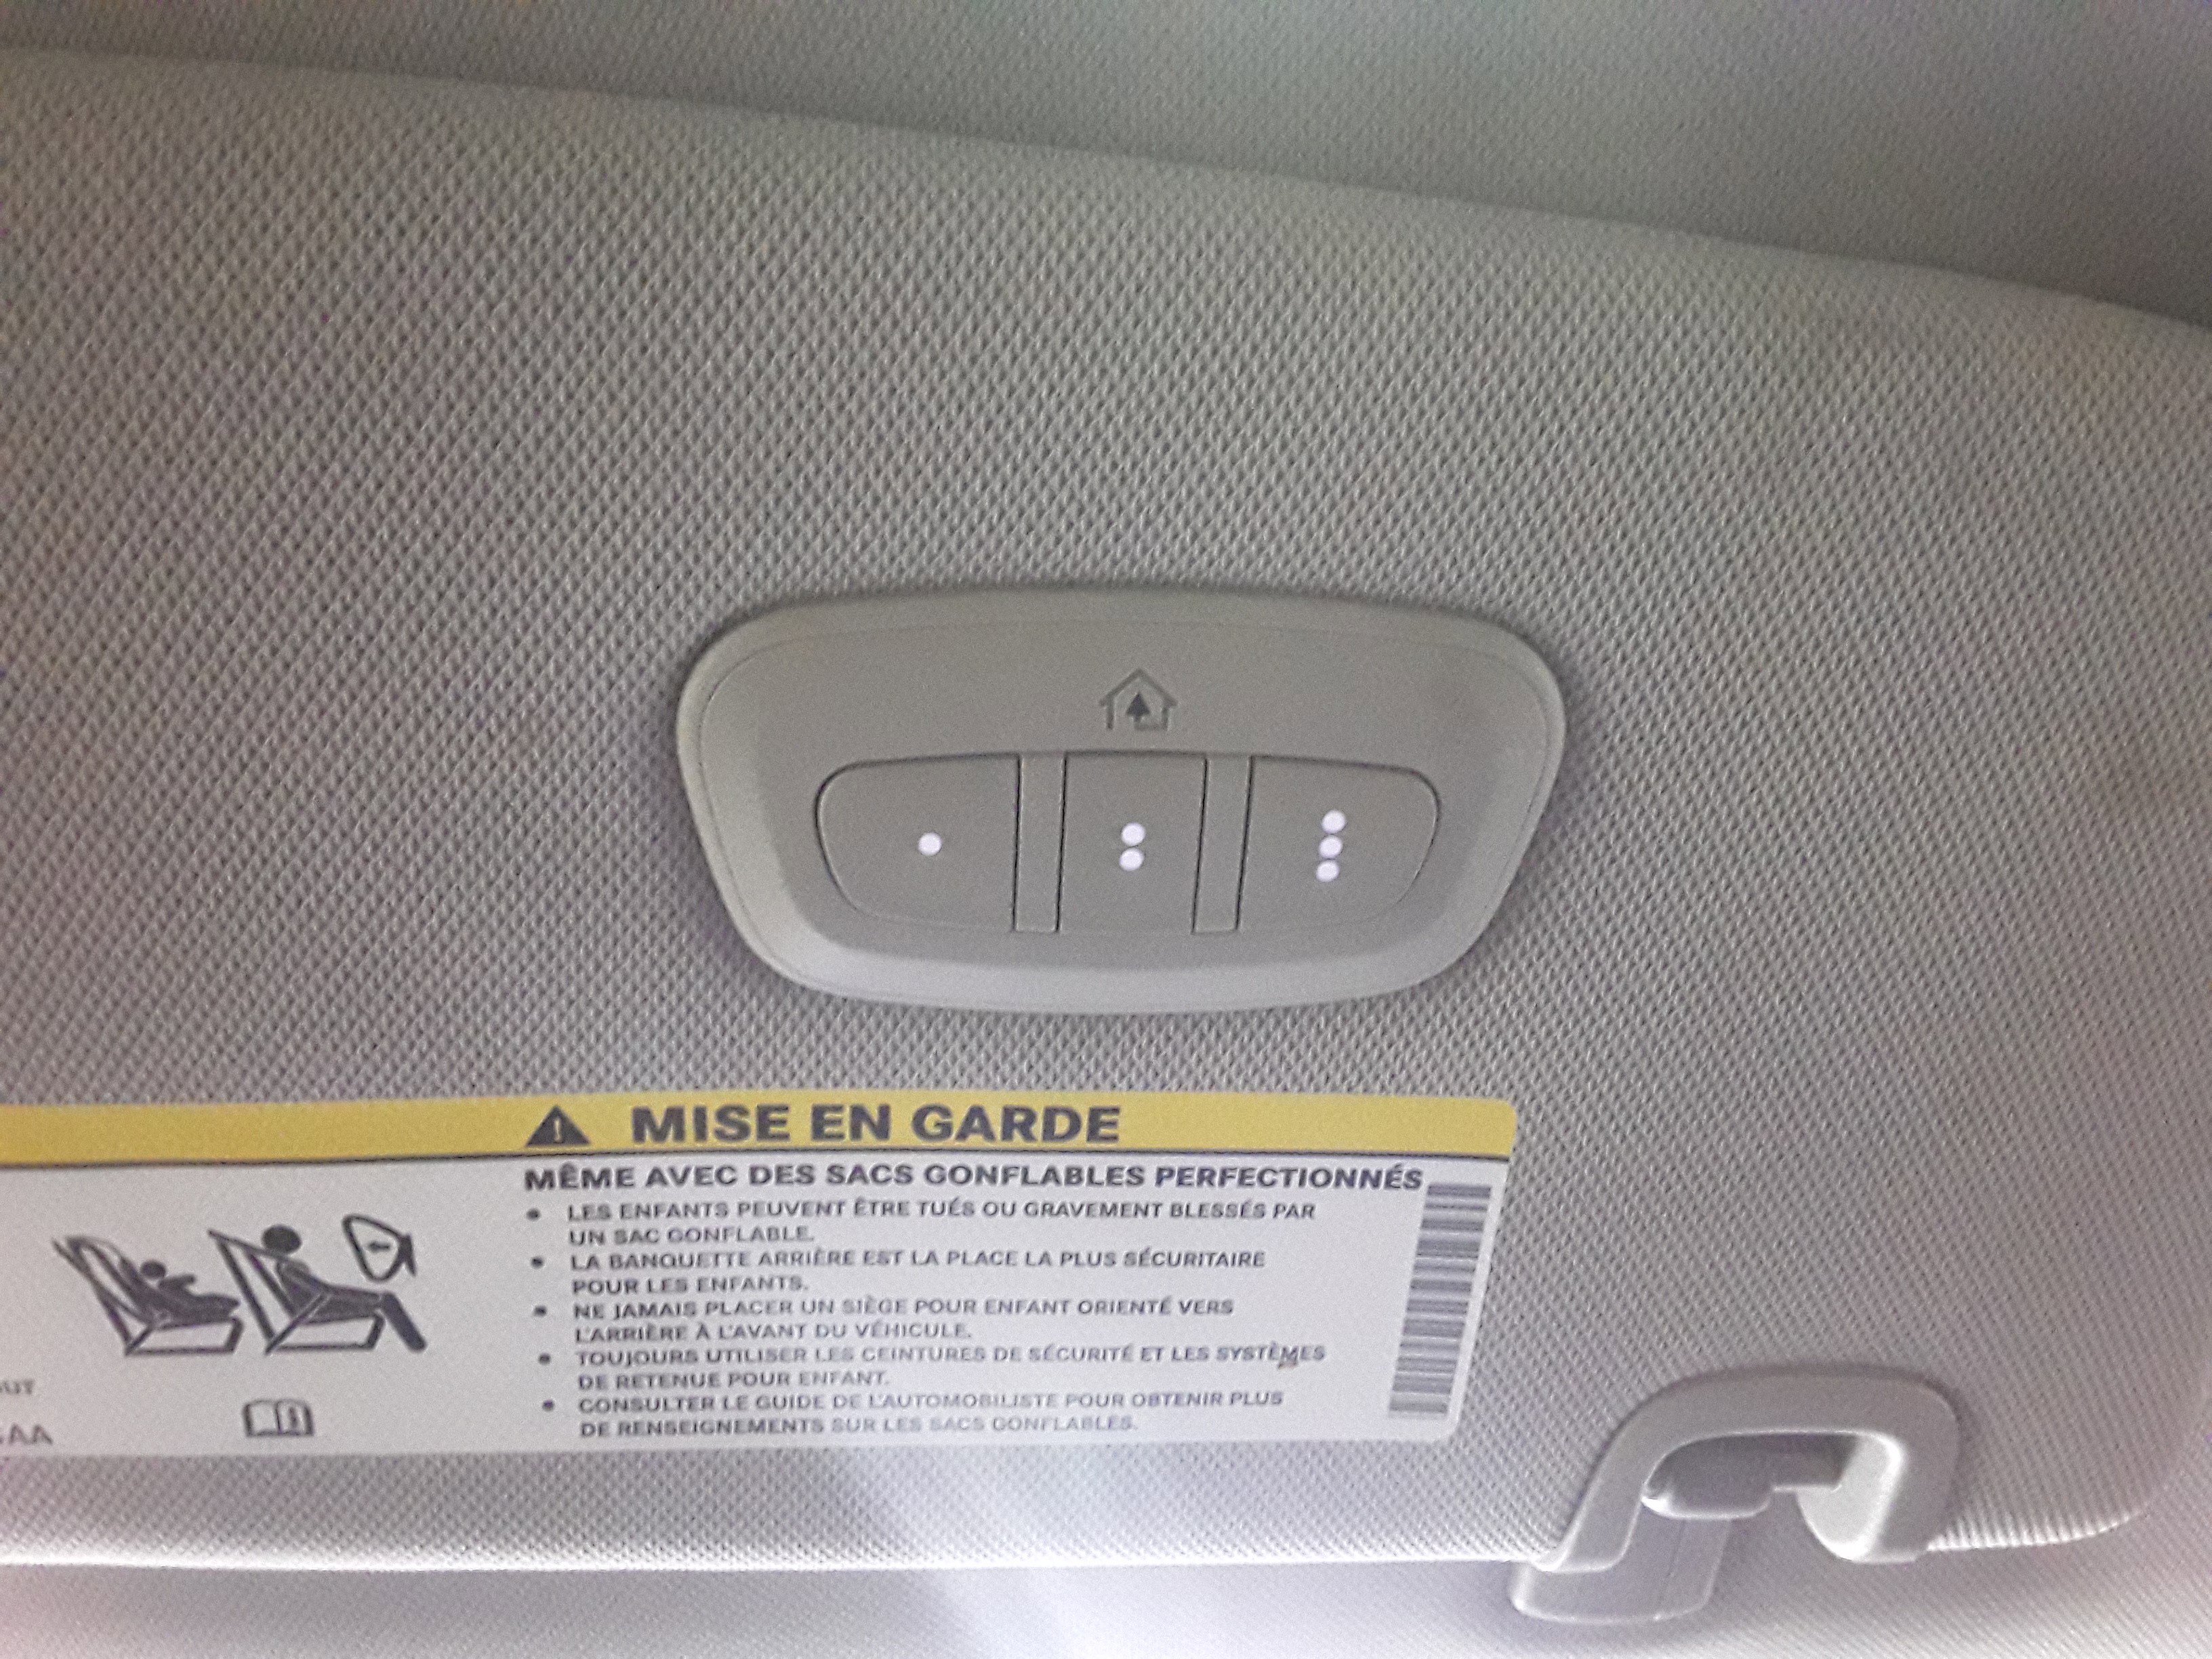 MISE EN GARDE
MÊME AVEC DES SACS GONFLABLES PERFECTIONNÉS
• LES ENFANTS PEUVENT ÊTRE TUÉS OU GRAVEMENT BLESSÉS PAR
UN SAC GONFLABLE.
• LA BANQUETTE ARRIÈRE EST LA PLACE LA PLUS SÉCURITAIRE
POUR LES ENFANTS.
• NE JAMAIS PLACER UN SIÈGE POUR ENFANT ORIENTÉ VERS
L'ARRIÈRE À L'AVANT DU VÉHICULE.
• TOUJOURS UTILISER LES CEINTURES DE SÉCURITÉ ET LES SYSTÈMES
DE RETENUE POUR ENFANT.
• CONSULTER LE GUIDE DE L'AUTOMOBILISTE POUR OBTENIR PLUS
DE RENSEIGNEMENTS SUR LES SACS GONFLABLES.